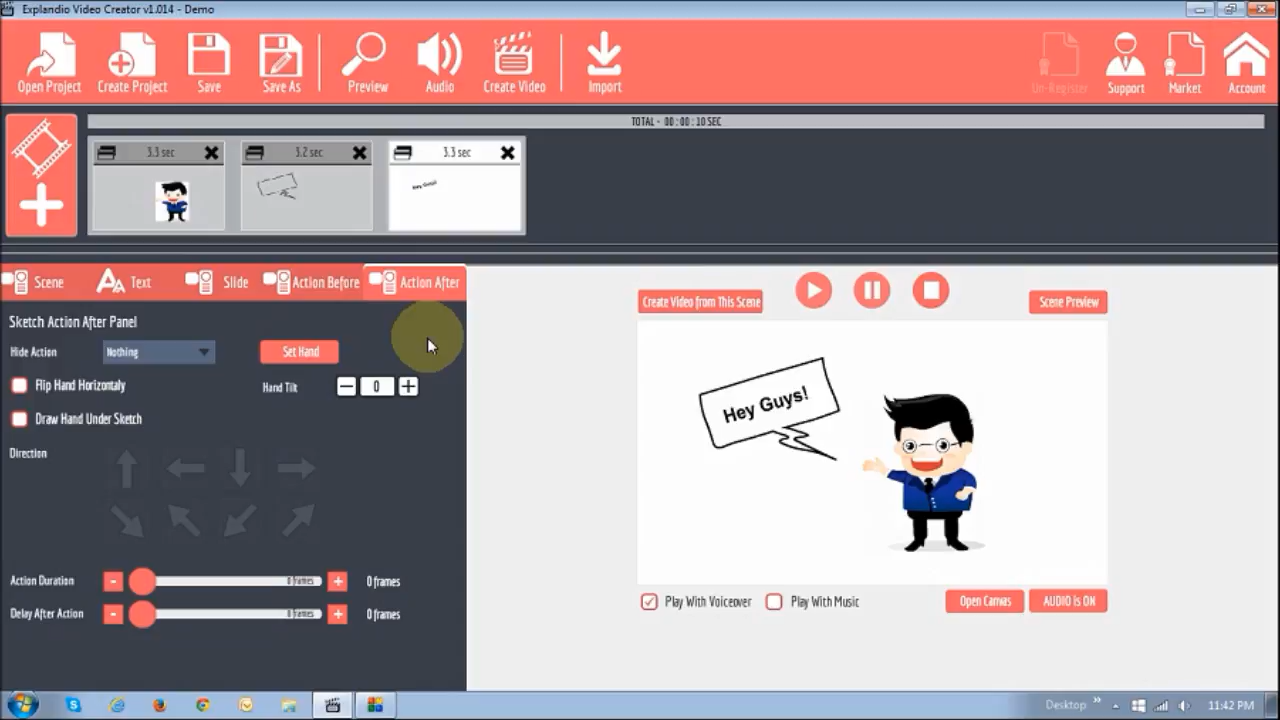 Explandio Video Creator v1.014 - Demo
Open Project Create Project Save Save As Preview Audio Create Video Import Un-Register Support Market Account
TOTAL - 00 : 00 : 10 SEC
3.3 sec 3.2 sec 3.3 sec
Hey Guys!
Scene Text Slide Action Before Action After
Create Video from This Scene Scene Preview
Sketch Action After Panel
Hide Action Nothing Set Hand
Flip Hand Horizontaly Hand Tilt 0
Draw Hand Under Sketch
Hey Guys!
Direction
Action Duration 0 frames 0 frames
Delay After Action 0 frames 0 frames
Play With Voiceover Play With Music Open Canvas AUDIO is ON
Desktop 11:42 PM